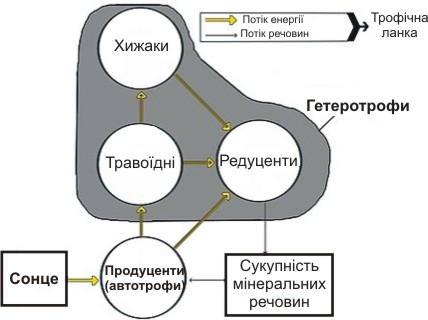 Хижаки
Потік енергії
Потік речовин
Трофічна
ланка
Гетеротрофи
Травоїдні
Редуценти
Сонце
Продуценти
(автотрофи)
Сукупність
мінеральних
речовин